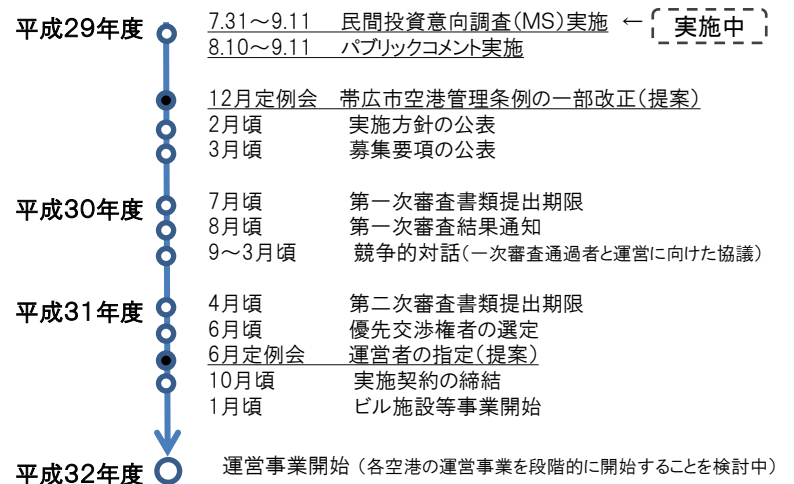 平成29年度
7.31～9.11 民間投資意向調査（MS）実施 ← 実施中
8.10～9.11 パブリックコメント実施
12月定例会 帯広市空港管理条例の一部改正（提案）
2月頃 実施方針の公表
3月頃 募集要項の公表
平成30年度
7月頃 第一次審査書類提出期限
8月頃 第一次審査結果通知
9～3月頃 競争的対話（一次審査通過者と運営に向けた協議）
平成31年度
4月頃 第二次審査書類提出期限
6月頃 優先交渉権者の選定
6月定例会 運営者の指定（提案）
10月頃 実施契約の締結
1月頃 ビル施設等事業開始
平成32年度 運営事業開始（各空港の運営事業を段階的に開始することを検討中）